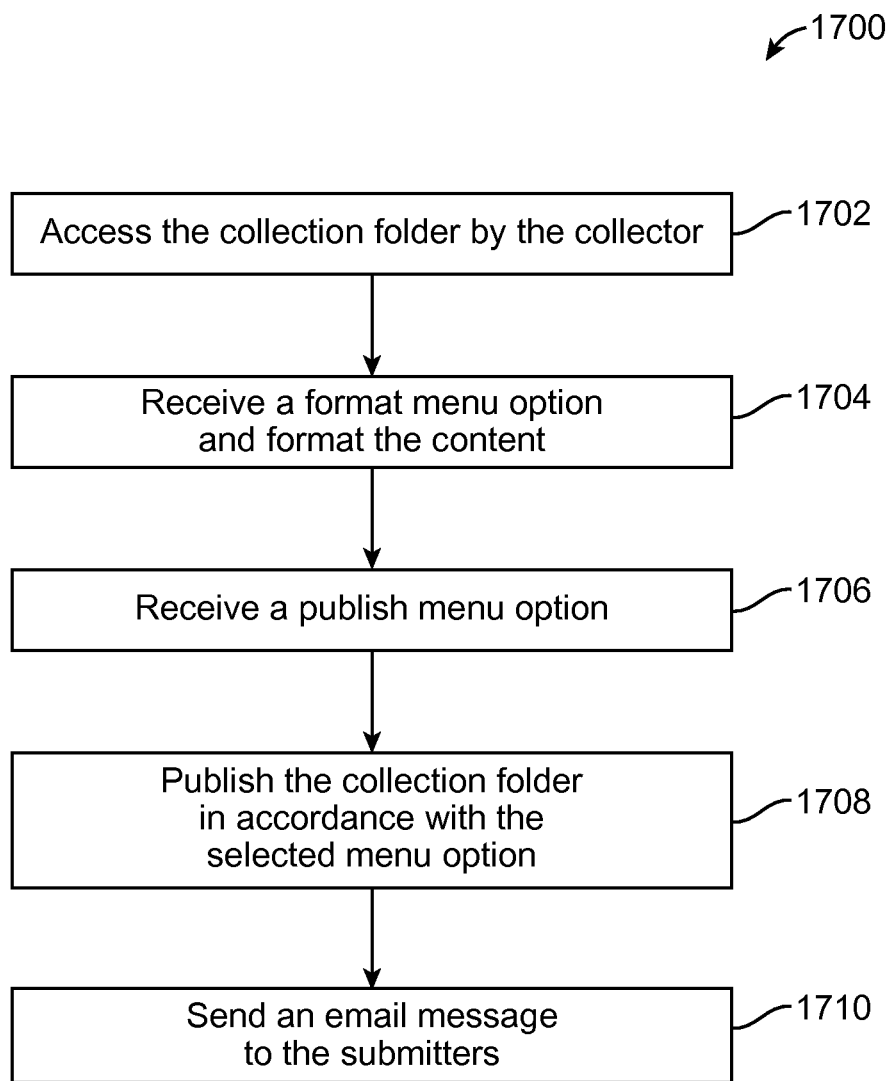 1700
Access the collection folder by the collector
1702
Receive a format menu option
and format the content
1704
Receive a publish menu option
1706
Publish the collection folder
in accordance with the
selected menu option
1708
Send an email message
to the submitters
1710